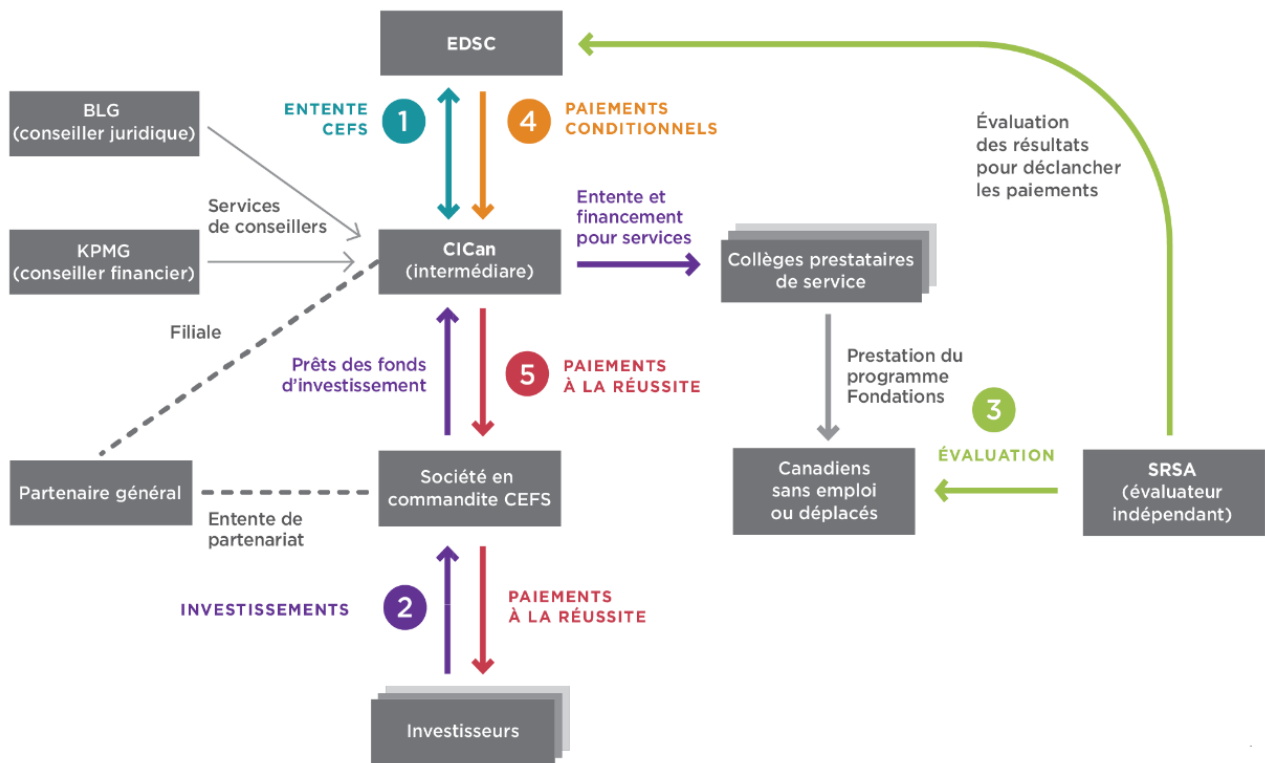 EDSC
BLG
(conseiller juridique)
ENTENTE
CEFS
1
4
PAIEMENTS
CONDITIONNELS
Évaluation
des résultats
pour déclancher
les paiements
Services
de conseillers
Entente et
financement
pour services
KPMG
(conseiller financier)
CICan
(intermédiare)
Collèges prestataires
de service
Filiale
Prêts des fonds
d'investissement
5
PAIEMENTS
À LA RÉUSSITE
Prestation du
programme
Fondations
3
ÉVALUATION
Partenaire général
Société en
commandite CEFS
Canadiens
sans emploi
ou déplacés
SRSA
(évaluateur
indépendant)
Entente de
partenariat
INVESTISSEMENTS
2
PAIEMENTS
À LA RÉUSSITE
Investisseurs